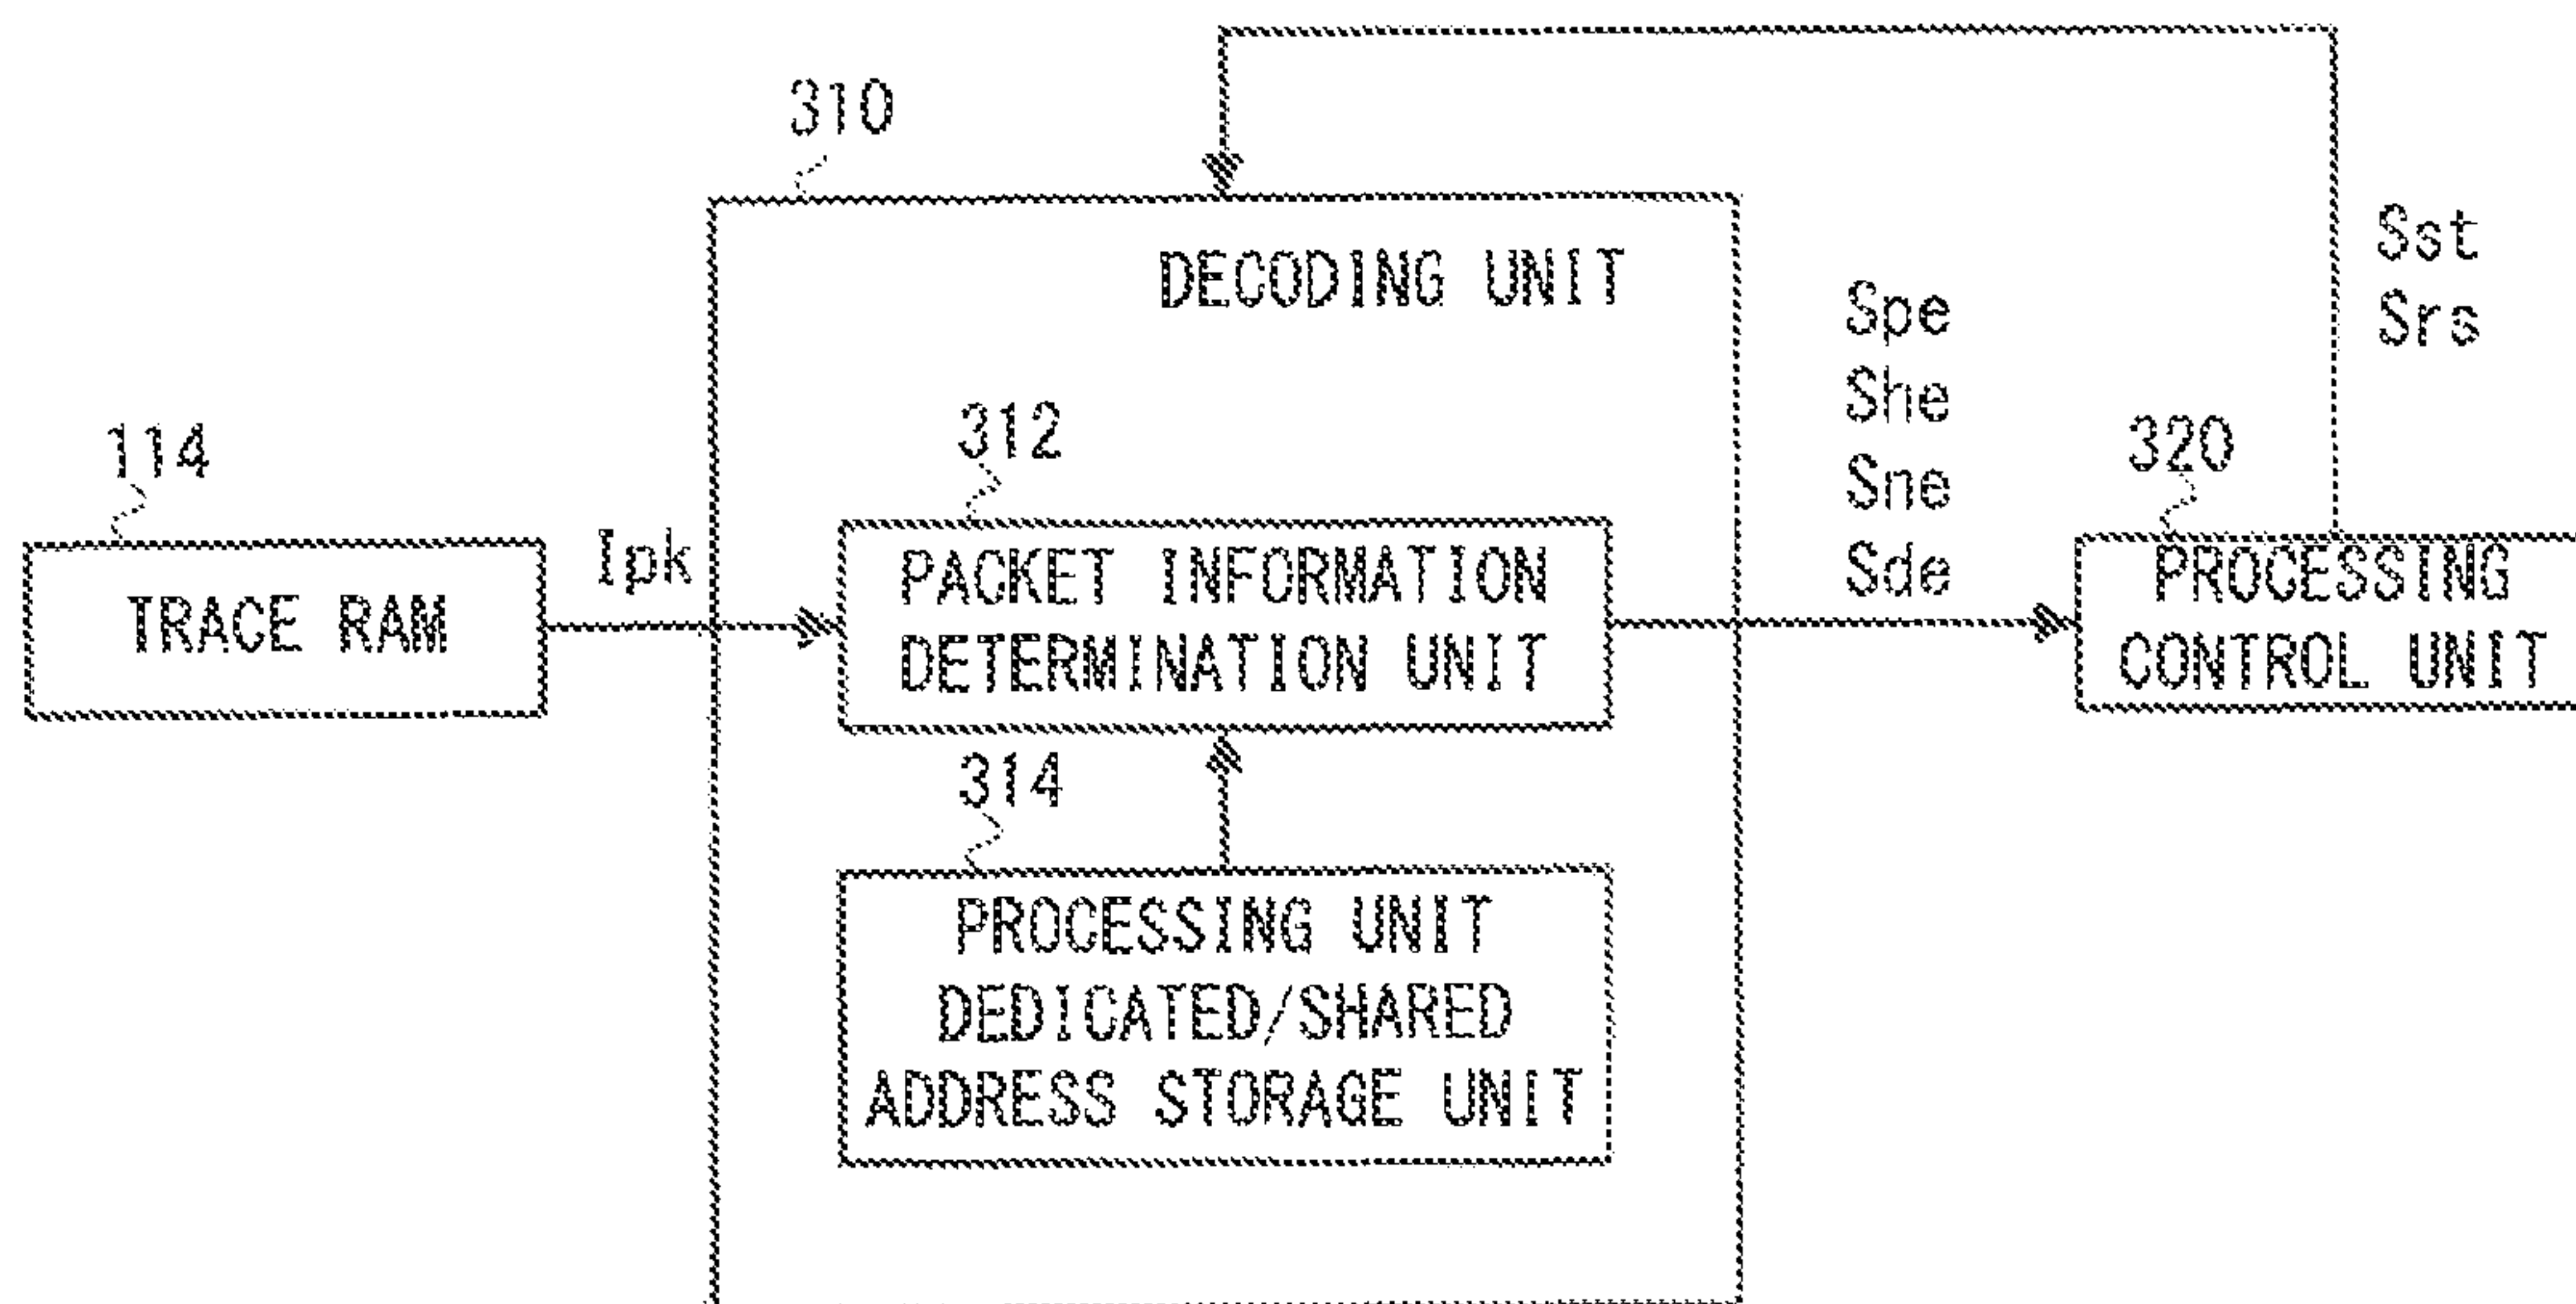 310
DECODING UNIT
Sst
Srs
Spe
She
Sne
Sde
114
312
320
Ipk
TRACE RAM
PACKET INFORMATION
DETERMINATION UNIT
PROCESSING
CONTROL UNIT
314
PROCESSING UNIT
DEDICATED/SHARED
ADDRESS STORAGE UNIT